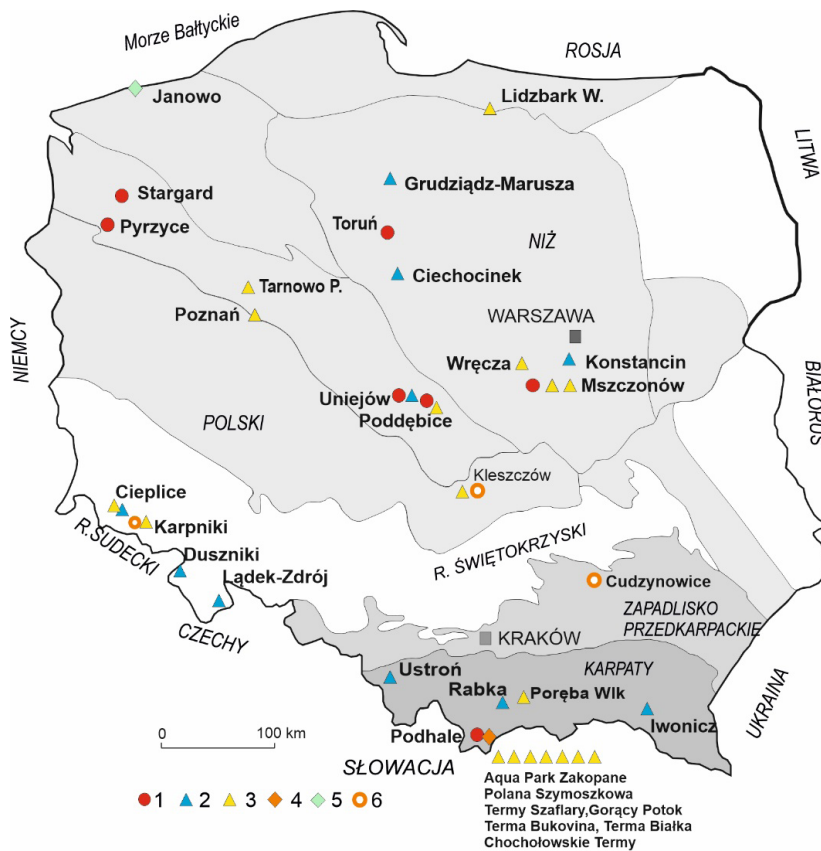 Morze Bałtyckie
ROSJA
Janowo
Lidzbark W.
LITWA
Stargard
Grudziądz-Marusza
Pyrzyce
Toruń
NIŻ
Ciechocinek
Tarnowo P.
Poznań
WARSZAWA
NIEMCY
Wręcza
Konstancin
Mszczonów
BIAŁORUŚ
Uniejów
Poddębice
POLSKI
Kleszczów
Cieplice
Karpniki
R.SUDECKI
Duszniki
R. ŚWIĘTOKRZYSKI
Lądek-Zdrój
Cudzynowice
CZECHY
ZAPADLISKO
PRZEDKARPACKIE
KRAKÓW
Ustroń
KARPATY
UKRAINA
Rabka
Poręba Wlk
Iwonicz
0 100 km
Podhale
SŁOWACJA
Aqua Park Zakopane
Polana Szymoszkowa
Termy Szaflary,Gorący Potok
Terma Bukovina, Terma Białka
Chochołowskie Termy
1 2 3 4 5 6